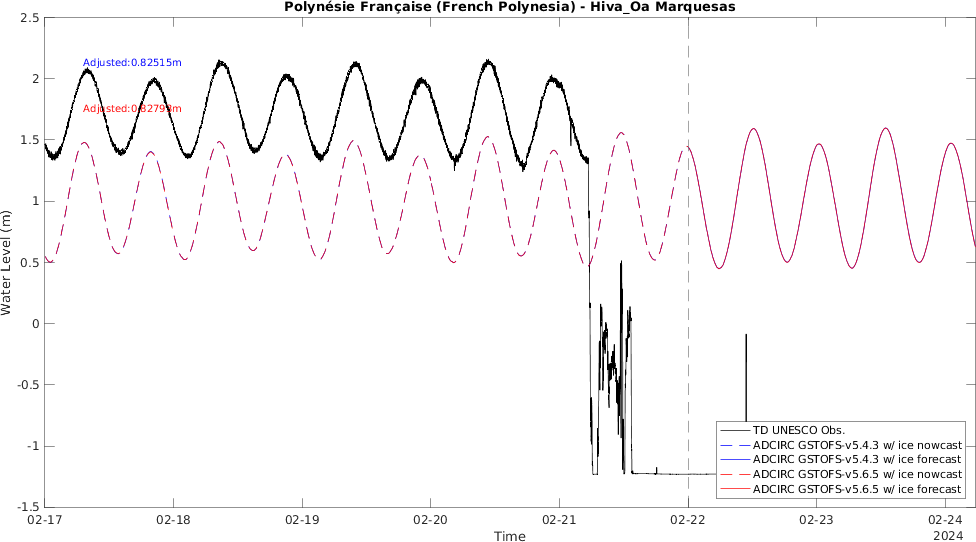 Polynésie Française (French Polynesia) - Hiva_Oa Marquesas
2.5
2
1.5
1
0.5
0
-0.5
-1
-1.5
Water Level (m)
Adjusted:0.82515m
Adjusted:0.82793m
TD UNESCO Obs.
ADCIRC GSTOFS-v5.4.3 w/ ice nowcast
ADCIRC GSTOFS-v5.4.3 w/ ice forecast
ADCIRC GSTOFS-v5.6.5 w/ ice nowcast
ADCIRC GSTOFS-v5.6.5 w/ ice forecast
02-17 02-18 02-19 02-20 02-21 02-22 02-23 02-24
2024
Time